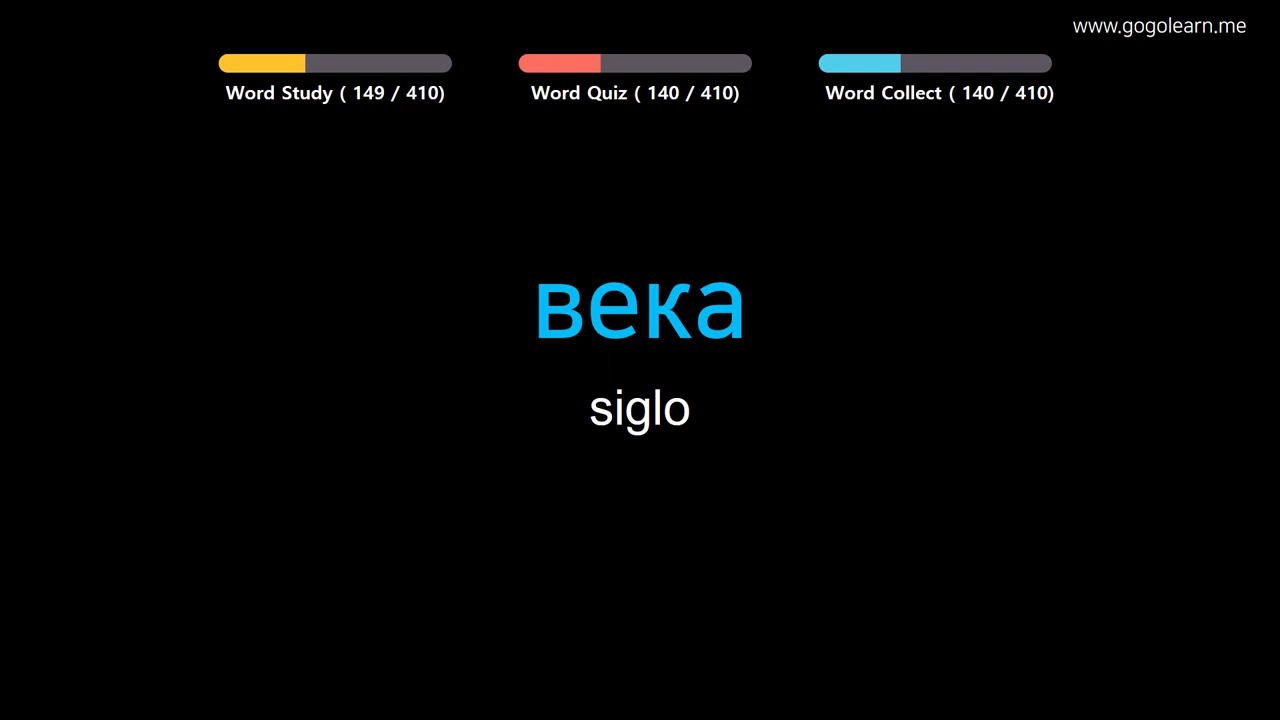 www.gogolearn.me
Word Study ( 149 / 410)
Word Quiz ( 140 / 410)
Word Collect ( 140 / 410)
века
siglo